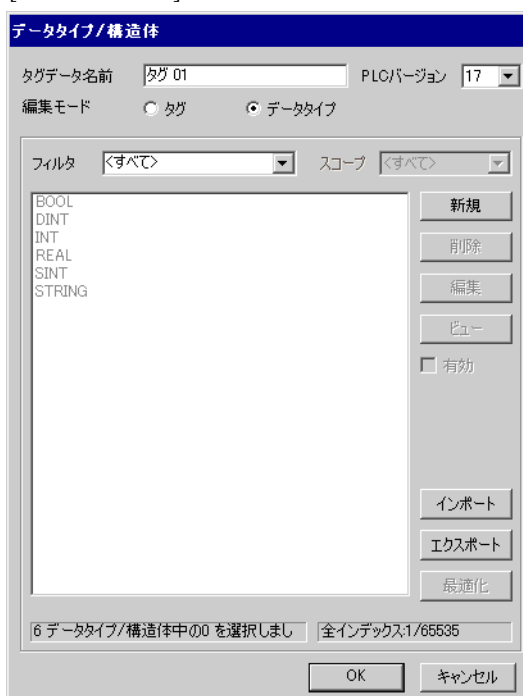 データタイプ/構造体
タグデータ名前 タグ 01 PLCバージョン 17
編集モード タグ データタイプ
フィルタ <すべて> スコープ <すべて>
BOOL
DINT
INT
REAL
SINT
STRING
新規
削除
編集
ビュー
有効
インポート
エクスポート
最適化
6 データタイプ/構造体中の0 を選択しまし 全インデックス:1/65535
OK キャンセル